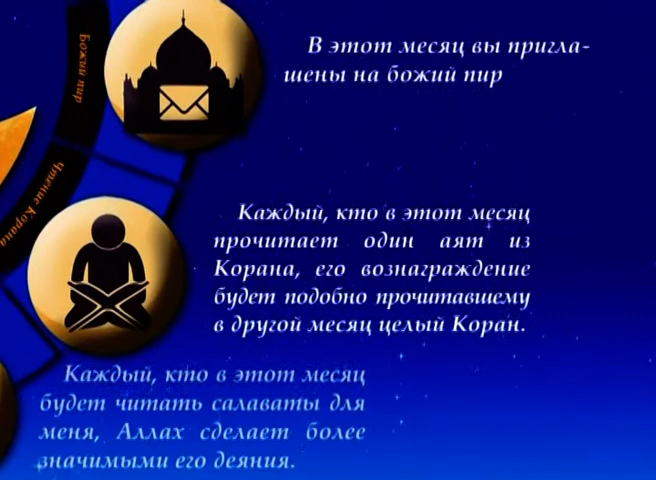 Божий пир
В этот месяц вы пригла-
шены на божий пир
Чтение Корана
Каждый, кто в этот месяц
прочитает один аят из
Корана, его вознаграждение
будет подобно прочитавшему
в другой месяц целый Коран.
Каждый, кто в этот месяц
будет читать салаваты для
меня, Аллах сделает более
значимыми его деяния.